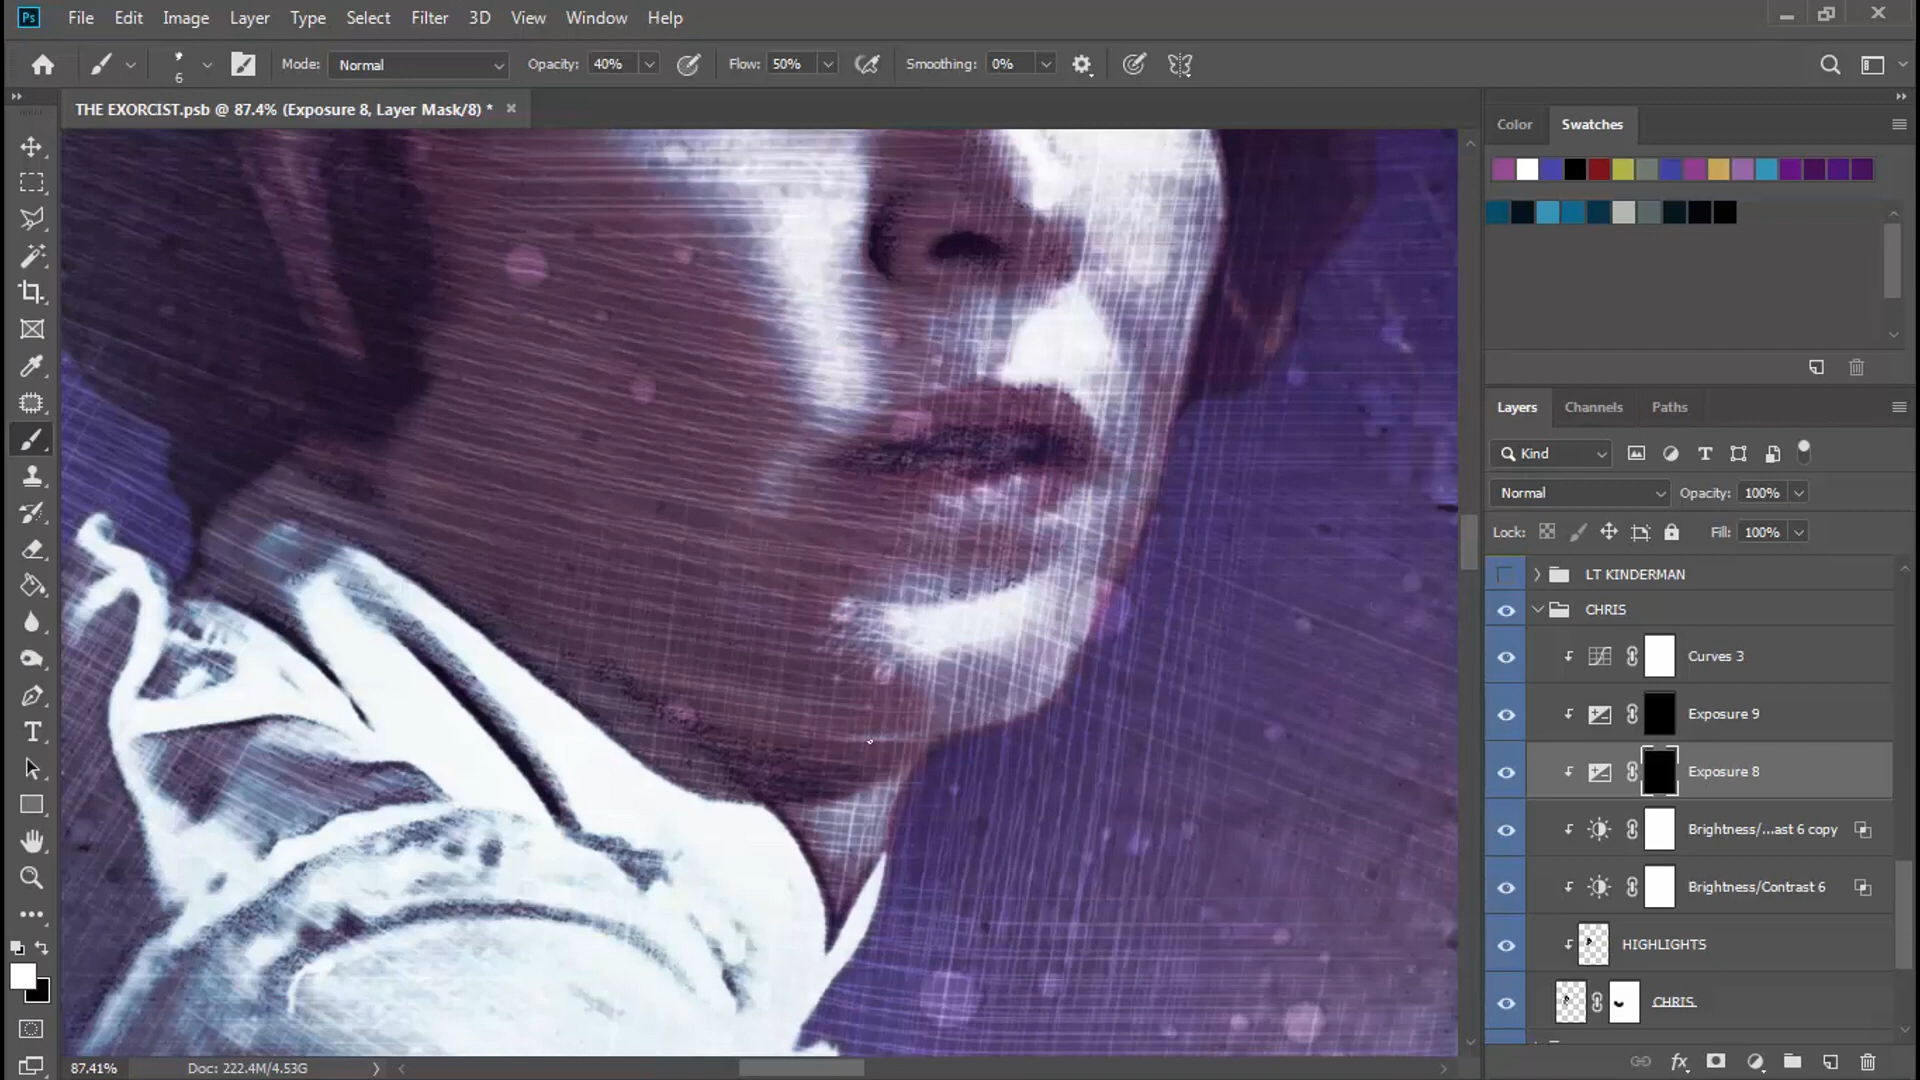 Ps File Edit Image Layer Type Select Filter 3D View Window Help
6 Mode: Normal Opacity: 40% Flow: 50% Smoothing: 0%
THE EXORCIST.psb @ 87.4% (Exposure 8, Layer Mask/8) *
Color Swatches
Layers Channels Paths
Kind
Normal Opacity: 100%
Lock: Fill: 100%
LT KINDERMAN
CHRIS
Curves 3
Exposure 9
Exposure 8
Brightness/...ast 6 copy
Brightness/Contrast 6
HIGHLIGHTS
CHRIS
87.41% Doc: 222.4M/4.53G